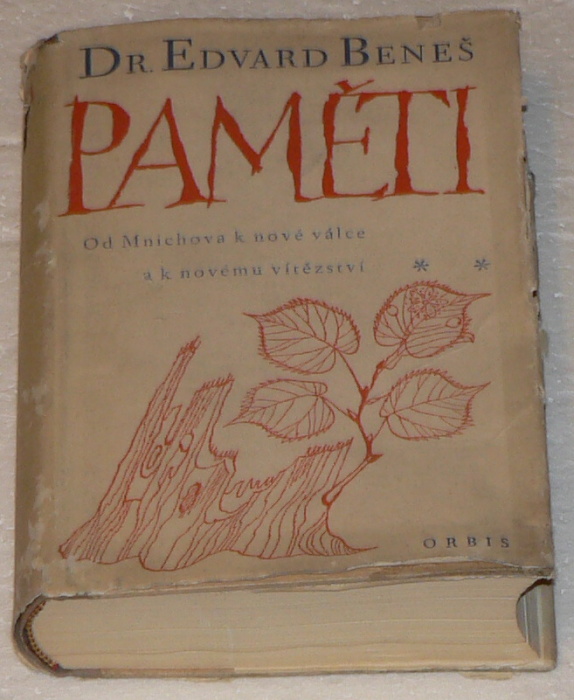 DR. EDVARD BENEŠ
PAMĚTI
Od Mnichova k nové válce
a k novému vítězství * *
ORBIS